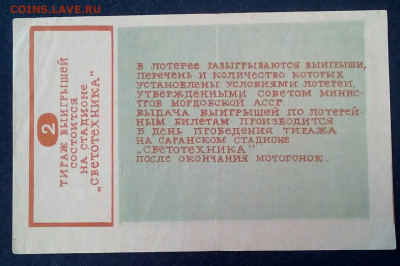 COINS.SU.RU
2
ТИРАЖ ВЫИГРЫШЕЙ
СОСТОИТСЯ
НА СТАДИОНЕ
„СВЕТОТЕХНИКА"
В ЛОТЕРЕЕ РАЗЫГРЫВАЮТСЯ ВЫИГРЫШИ,
ПЕРЕЧЕНЬ И КОЛИЧЕСТВО КОТОРЫХ
УСТАНОВЛЕНЫ УСЛОВИЯМИ ЛОТЕРЕИ,
УТВЕРЖДЕННЫМИ СОВЕТОМ МИНИС-
ТРОВ МОРДОВСКОЙ АССР.
ВЫДАЧА ВЫИГРЫШЕЙ ПО ЛОТЕРЕЙ-
НЫМ БИЛЕТАМ ПРОИЗВОДИТСЯ
В ДЕНЬ ПРОВЕДЕНИЯ ТИРАЖА
НА САРАНСКОМ СТАДИОНЕ
„СВЕТОТЕХНИКА"
ПОСЛЕ ОКОНЧАНИЯ МОТОГОНОК.